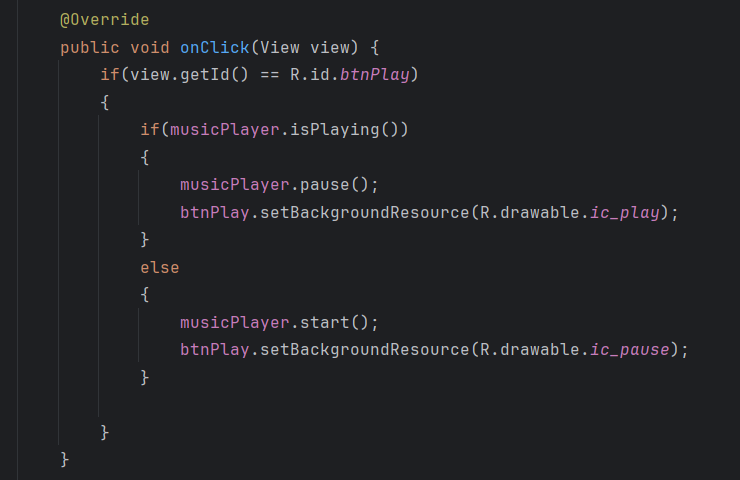 @Override
public void onClick(View view) {
    if(view.getId() == R.id.btnPlay)
    {
        if(musicPlayer.isPlaying())
        {
            musicPlayer.pause();
            btnPlay.setBackgroundResource(R.drawable.ic_play);
        }
        else
        {
            musicPlayer.start();
            btnPlay.setBackgroundResource(R.drawable.ic_pause);
        }

    }
}